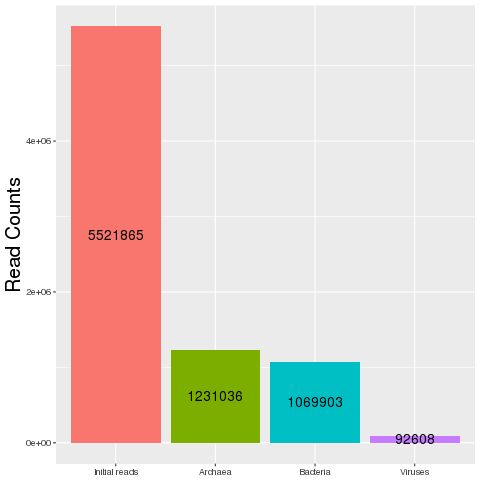 Read Counts
4e+06
2e+06
0e+00
5521865
1231036
1069903
92608
Initial reads
Archaea
Bacteria
Viruses